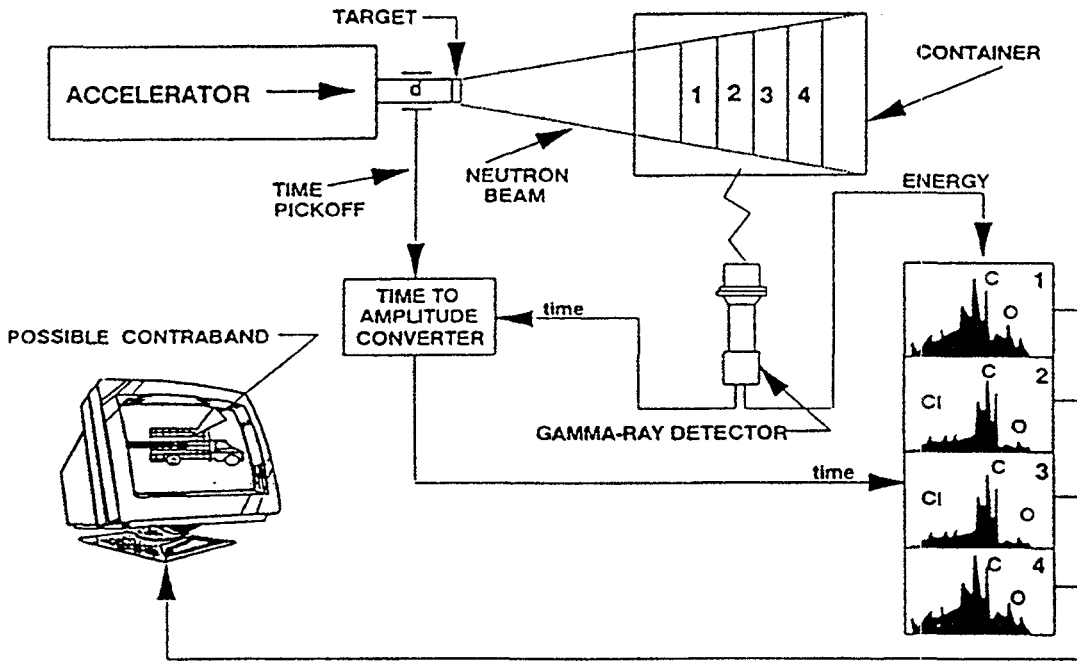 TARGET
ACCELERATOR
d
CONTAINER
1 2 3 4
TIME
PICKOFF
NEUTRON
BEAM
ENERGY
TIME TO
AMPLITUDE
CONVERTER
time
POSSIBLE CONTRABAND
GAMMA-RAY DETECTOR
time
C 1
O
C 2
Cl
O
C 3
Cl
O
C 4
O